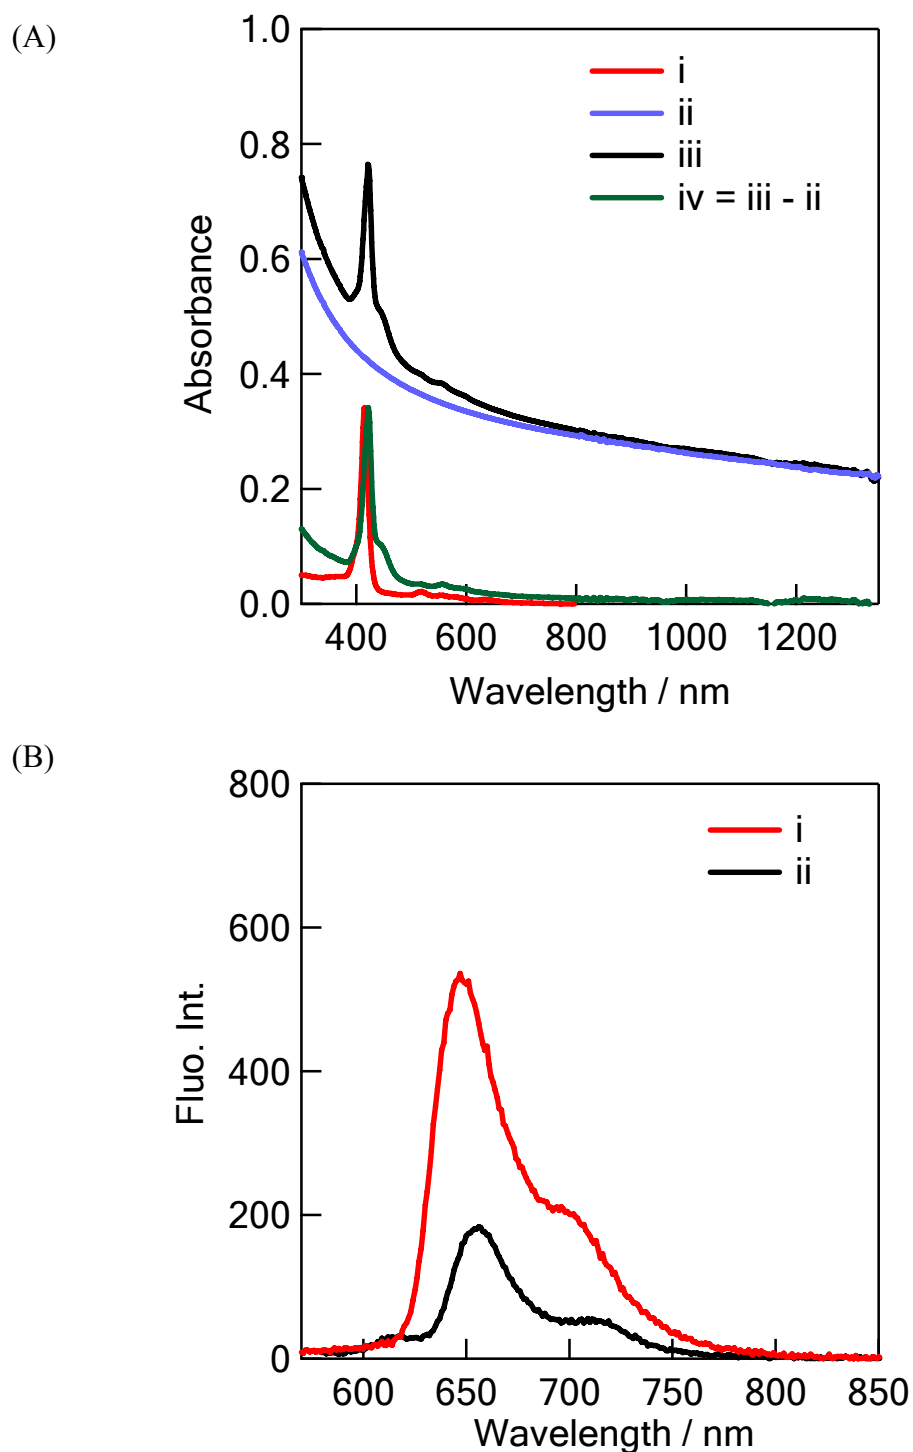 (A)
1.0
0.8
0.6
0.4
0.2
0.0
Absorbance
i
ii
iii
iv = iii - ii
400 600 800 1000 1200
Wavelength / nm
(B)
800
600
400
200
0
Fluo. Int.
i
ii
600 650 700 750 800 850
Wavelength / nm